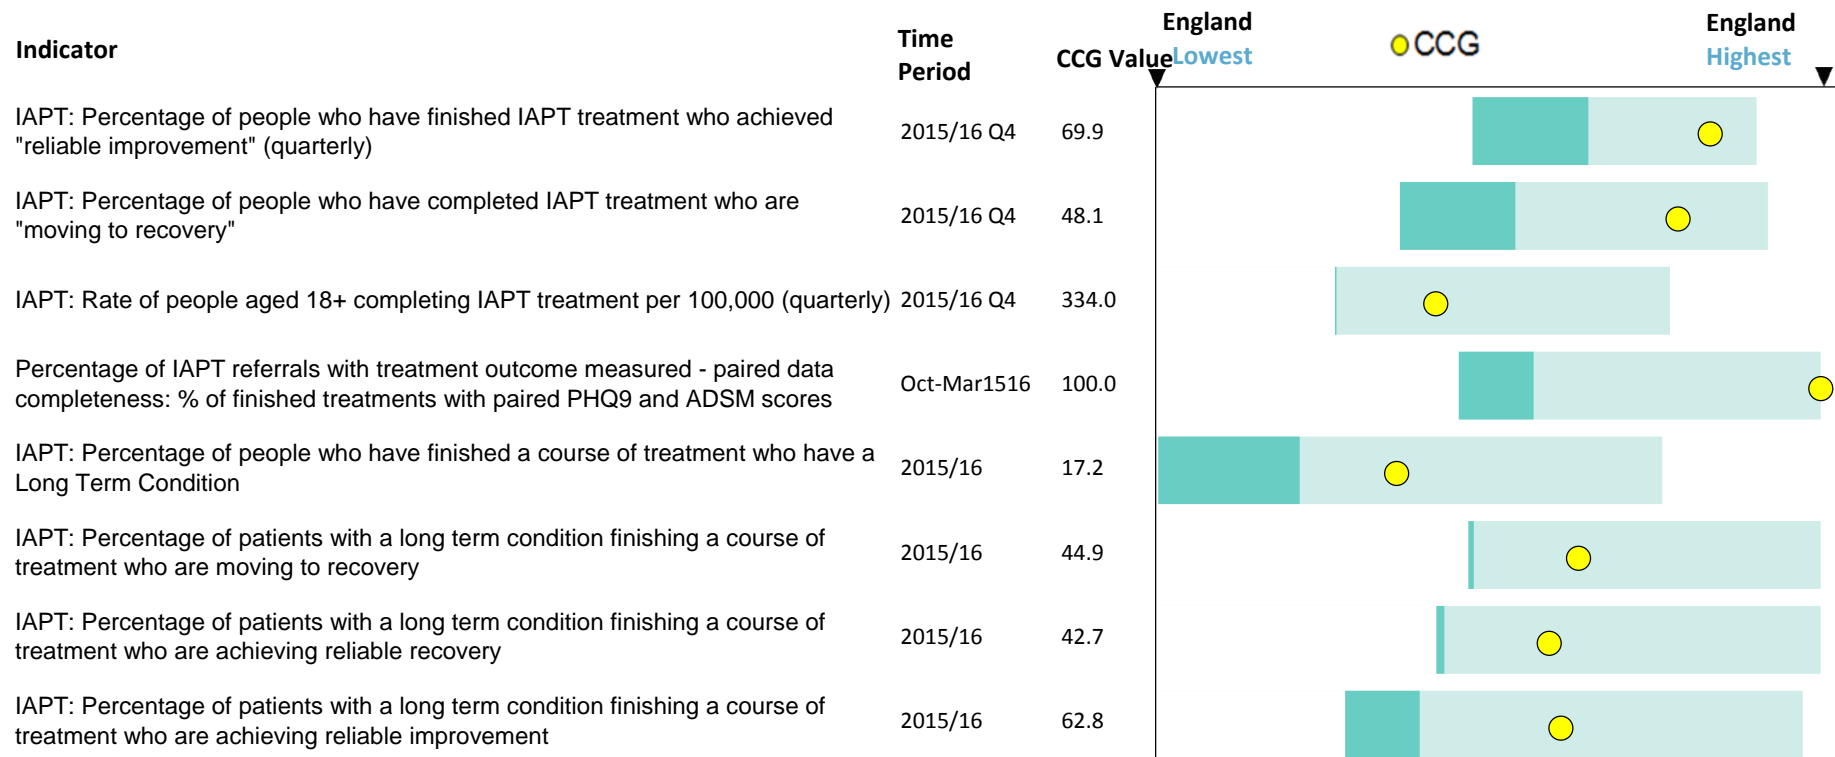 Indicator
Time
Period
CCG Value
England
Lowest
CCG
England
Highest
IAPT: Percentage of people who have finished IAPT treatment who achieved
"reliable improvement" (quarterly)
2015/16 Q4
69.9
IAPT: Percentage of people who have completed IAPT treatment who are
"moving to recovery"
2015/16 Q4
48.1
IAPT: Rate of people aged 18+ completing IAPT treatment per 100,000 (quarterly)
2015/16 Q4
334.0
Percentage of IAPT referrals with treatment outcome measured - paired data
completeness: % of finished treatments with paired PHQ9 and ADSM scores
Oct-Mar1516
100.0
IAPT: Percentage of people who have finished a course of treatment who have a
Long Term Condition
2015/16
17.2
IAPT: Percentage of patients with a long term condition finishing a course of
treatment who are moving to recovery
2015/16
44.9
IAPT: Percentage of patients with a long term condition finishing a course of
treatment who are achieving reliable recovery
2015/16
42.7
IAPT: Percentage of patients with a long term condition finishing a course of
treatment who are achieving reliable improvement
2015/16
62.8